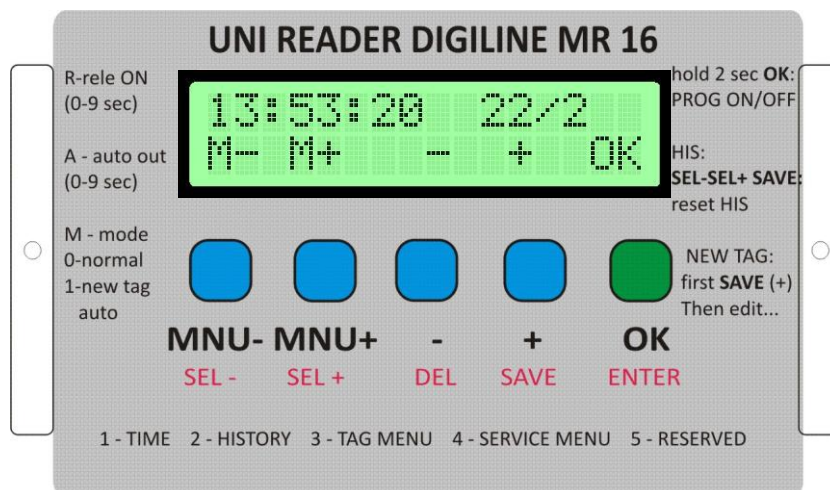 UNI READER DIGILINE MR 16
R-rele ON
(0-9 sec)
A - auto out
(0-9 sec)
M - mode
0-normal
1-new tag
auto
13:53:20 22/2
M- M+ - + OK
hold 2 sec OK:
PROG ON/OFF
HIS:
SEL-SEL+ SAVE:
reset HIS
NEW TAG:
first SAVE (+)
Then edit...
MNU- MNU+ - + OK
SEL - SEL + DEL SAVE ENTER
1 - TIME 2 - HISTORY 3 - TAG MENU 4 - SERVICE MENU 5 - RESERVED